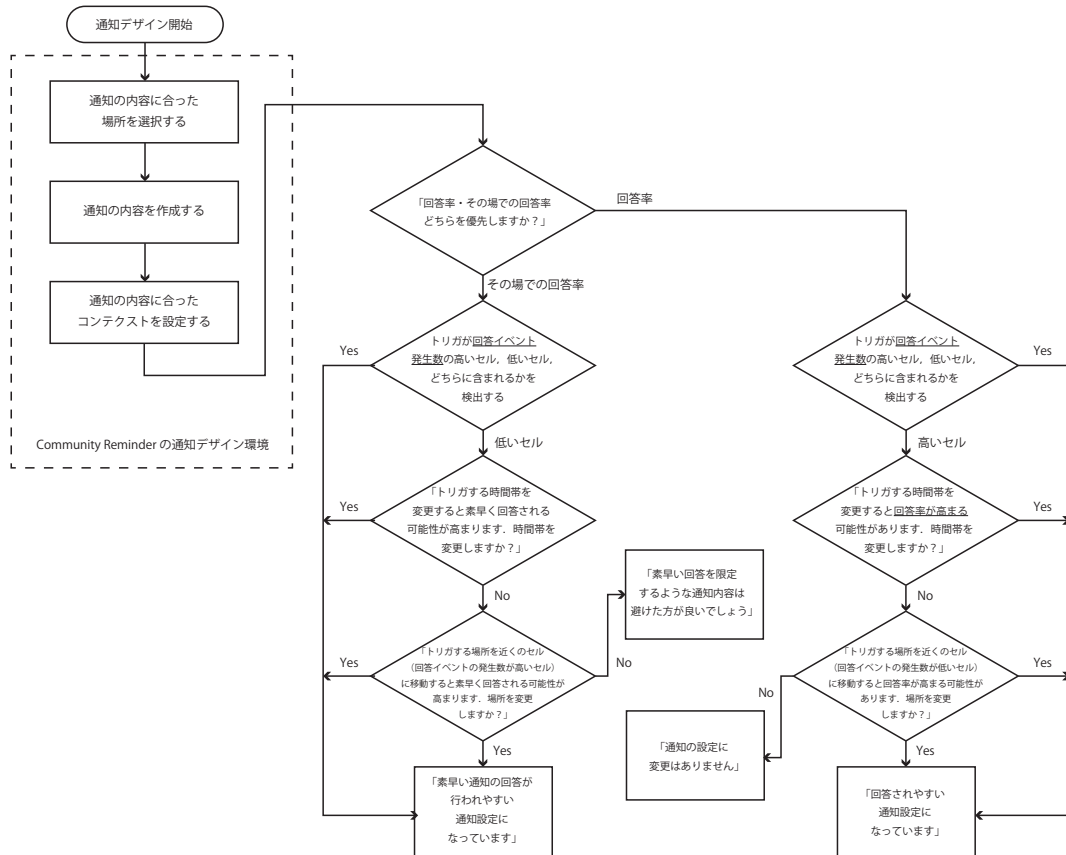 通知デザイン開始
通知の内容に合った
場所を選択する
通知の内容を作成する
通知の内容に合った
コンテクストを設定する
Community Reminder の通知デザイン環境
「回答率・その場での回答率
どちらを優先しますか？」
回答率
その場での回答率
トリガが回答イベント
発生数の高いセル，低いセル，
どちらに含まれるかを
検出する
Yes
低いセル
「トリガする時間帯を
変更すると素早く回答される
可能性が高まります．時間帯を
変更しますか？」
Yes
No
「トリガする場所を近くのセル
（回答イベントの発生数が高いセル）
に移動すると素早く回答される可能性が
高まります．場所を変更
しますか？」
Yes
No
「素早い回答を限定
するような通知内容は
避けた方が良いでしょう」
Yes
「素早い通知の回答が
行われやすい
通知設定に
なっています」
トリガが回答イベント
発生数の高いセル，低いセル，
どちらに含まれるかを
検出する
Yes
高いセル
「トリガする時間帯を
変更すると回答率が高まる
可能性があります．時間帯を
変更しますか？」
Yes
No
「トリガする場所を近くのセル
（回答イベントの発生数が低いセル）
に移動すると回答率が高まる可能性が
あります．場所を変更
しますか？」
Yes
No
「通知の設定に
変更はありません」
Yes
「回答されやすい
通知設定に
なっています」